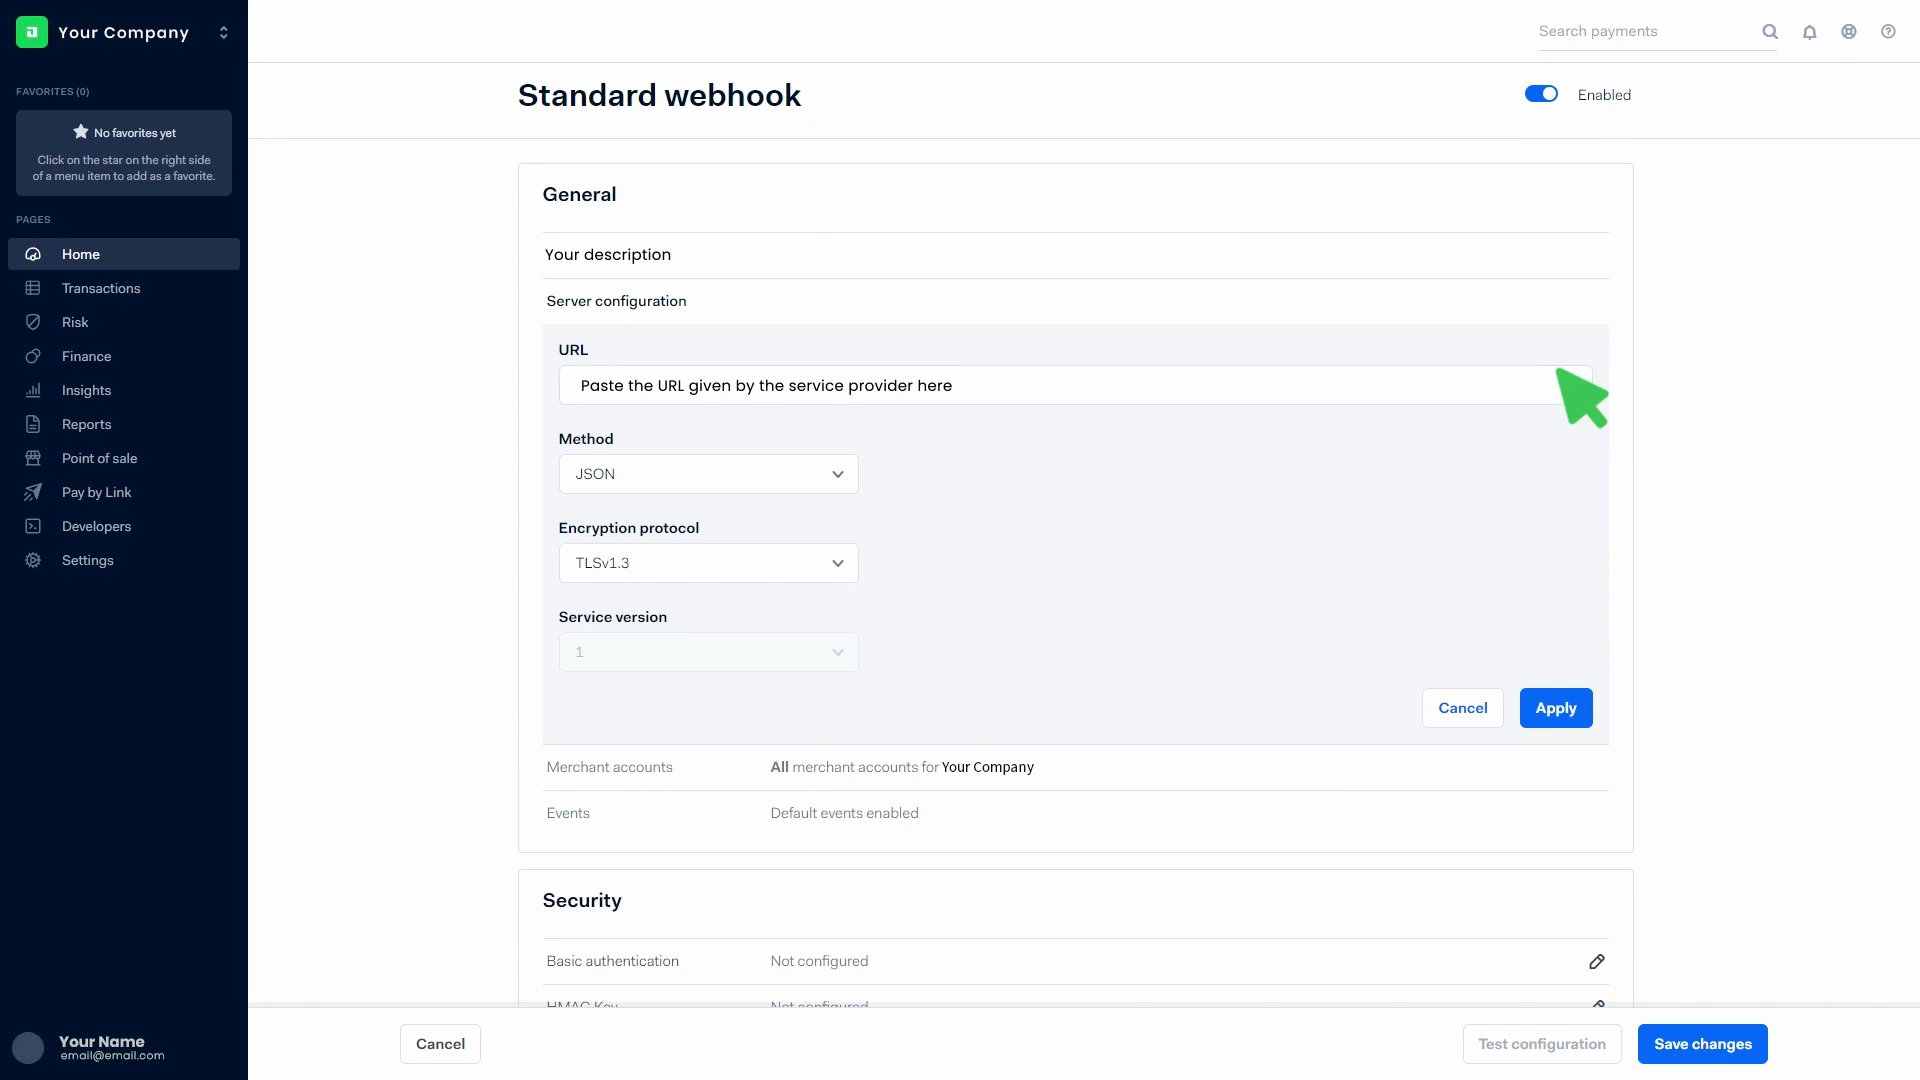 Your Company
FAVORITES (0)
No favorites yet
Click on the star on the right side
of a menu item to add as a favorite.
PAGES
Home
Transactions
Risk
Finance
Insights
Reports
Point of sale
Pay by Link
Developers
Settings
Your Name
email@email.com
Search payments
Standard webhook
Enabled
General
Your description
Server configuration
URL
Paste the URL given by the service provider here
Method
JSON
Encryption protocol
TLSv1.3
Service version
1
Cancel
Apply
Merchant accounts
All merchant accounts for Your Company
Events
Default events enabled
Security
Basic authentication
Not configured
HMAC Key
Not configured
Cancel
Test configuration
Save changes